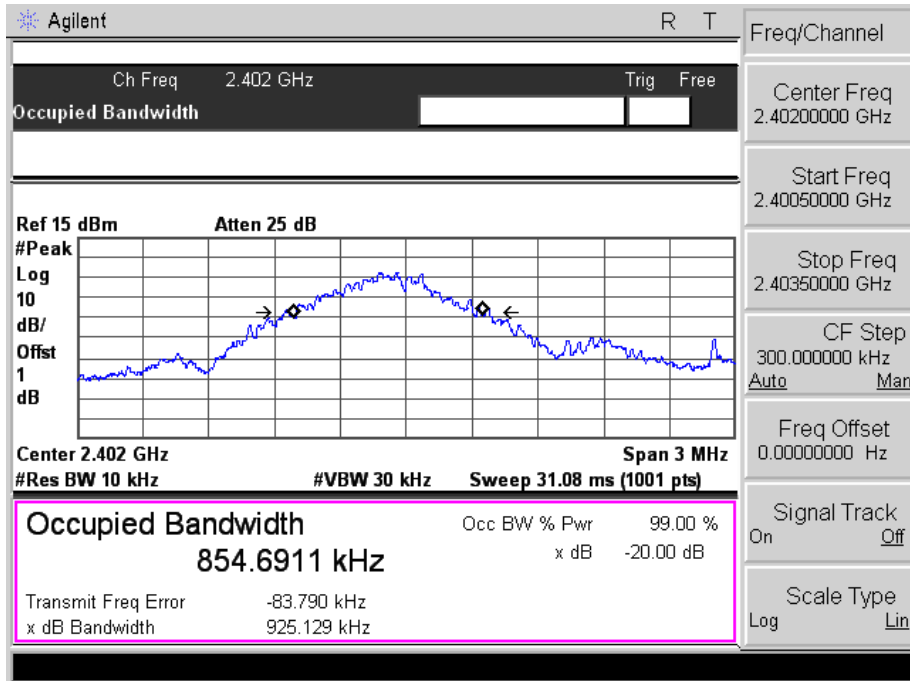 Agilent R T
Ch Freq 2.402 GHz Trig Free
Occupied Bandwidth
Ref 15 dBm Atten 25 dB
#Peak
Log
10
dB/
Offst
1
dB
Center 2.402 GHz Span 3 MHz
#Res BW 10 kHz #VBW 30 kHz Sweep 31.08 ms (1001 pts)
Occupied Bandwidth
854.6911 kHz
Occ BW % Pwr 99.00 %
x dB -20.00 dB
Transmit Freq Error -83.790 kHz
x dB Bandwidth 925.129 kHz
Freq/Channel
Center Freq
2.40200000 GHz
Start Freq
2.40050000 GHz
Stop Freq
2.40350000 GHz
CF Step
300.000000 kHz
Auto Man
Freq Offset
0.00000000 Hz
Signal Track
On Off
Scale Type
Log Lin